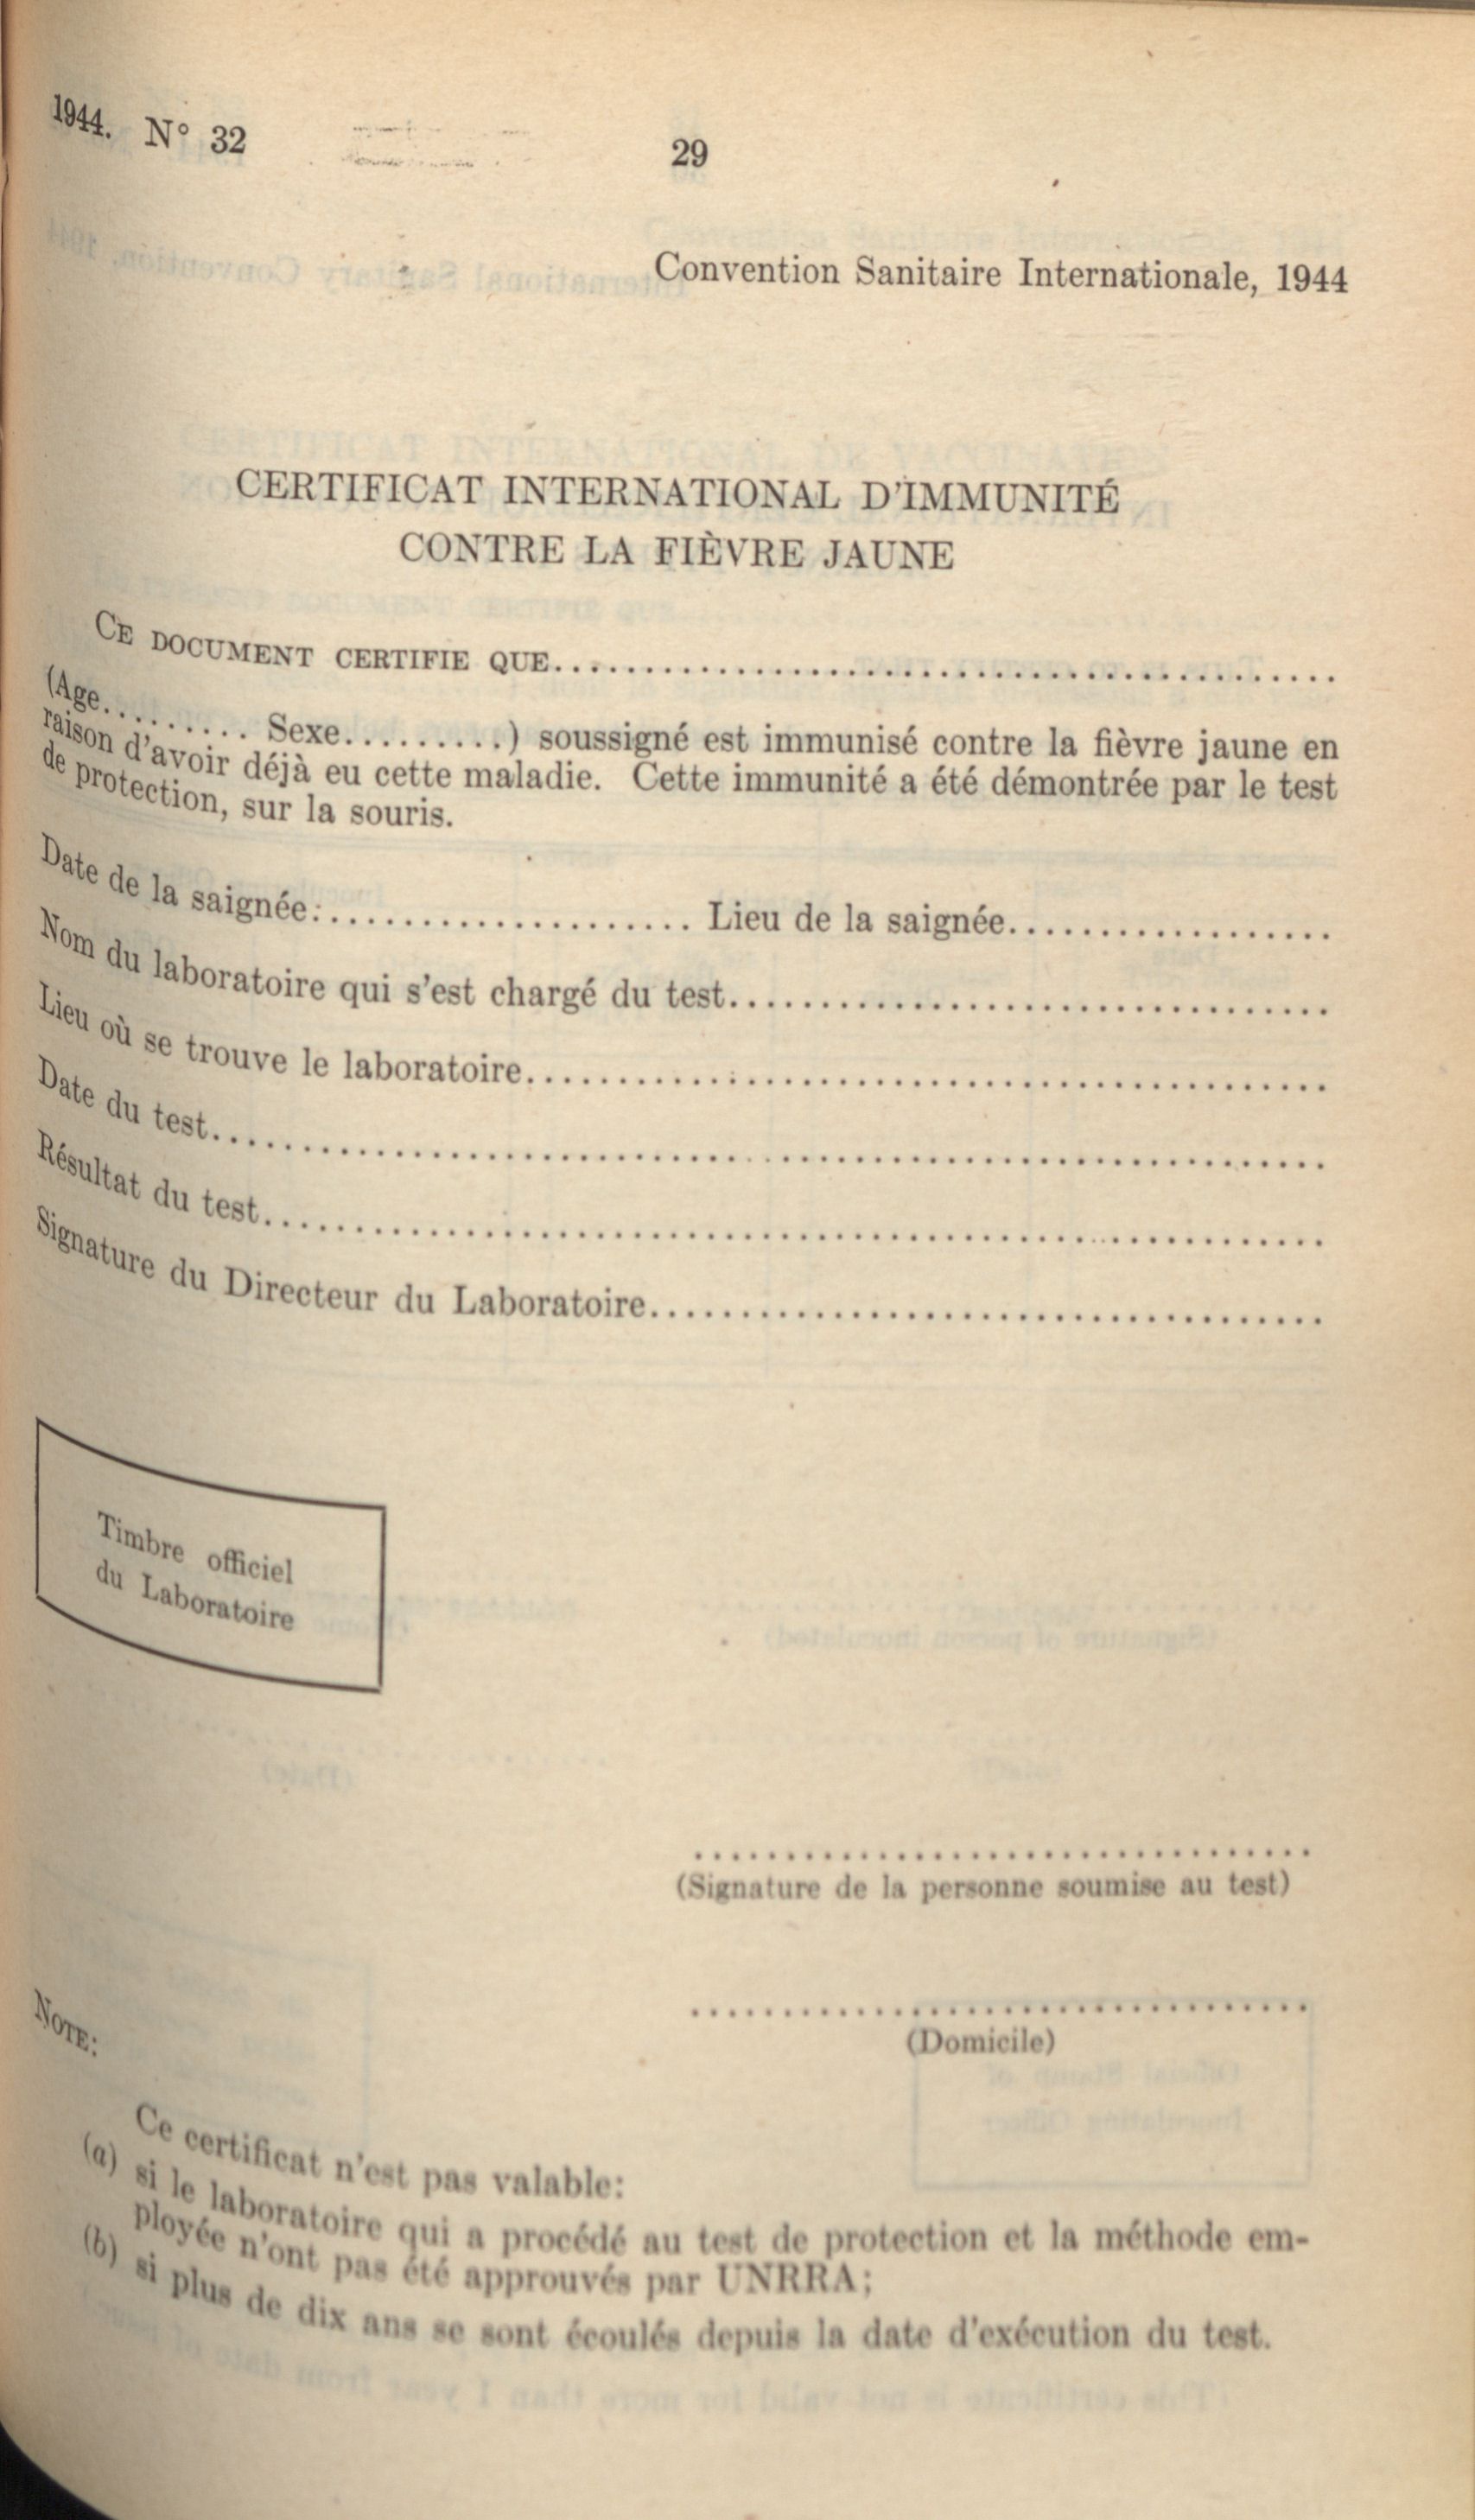 1944. N° 32
29
Convention Sanitaire Internationale, 1944
CERTIFICAT INTERNATIONAL D'IMMUNITÉ
CONTRE LA FIÈVRE JAUNE
CE DOCUMENT CERTIFIE QUE..........................................
(Age.......... Sexe.........) soussigné est immunisé contre la fièvre jaune en
raison d'avoir déjà eu cette maladie. Cette immunité a été démontrée par le test
de protection, sur la souris.
Date de la saignée:.................... Lieu de la saignée..................
Nom du laboratoire qui s'est chargé du test.................................
Lieu où se trouve le laboratoire............................................
Date du test.............................................................
Résultat du test..........................................................
Signature du Directeur du Laboratoire.....................................
Timbre officiel
du Laboratoire
..................................
(Signature de la personne soumise au test)
..................................
(Domicile)
NOTE:
Ce certificat n'est pas valable:
(a) si le laboratoire qui a procédé au test de protection et la méthode em-
ployée n'ont pas été approuvés par UNRRA;
(b) si plus de dix ans se sont écoulés depuis la date d'exécution du test.